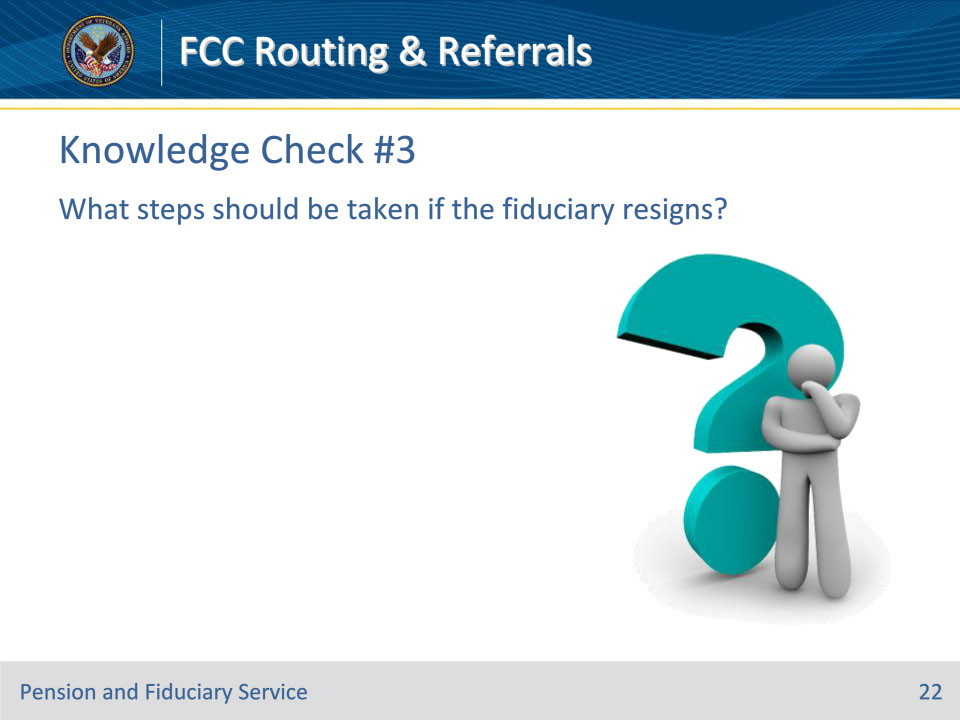 FCC Routing & Referrals
Knowledge Check #3
What steps should be taken if the fiduciary resigns?
Pension and Fiduciary Service
22